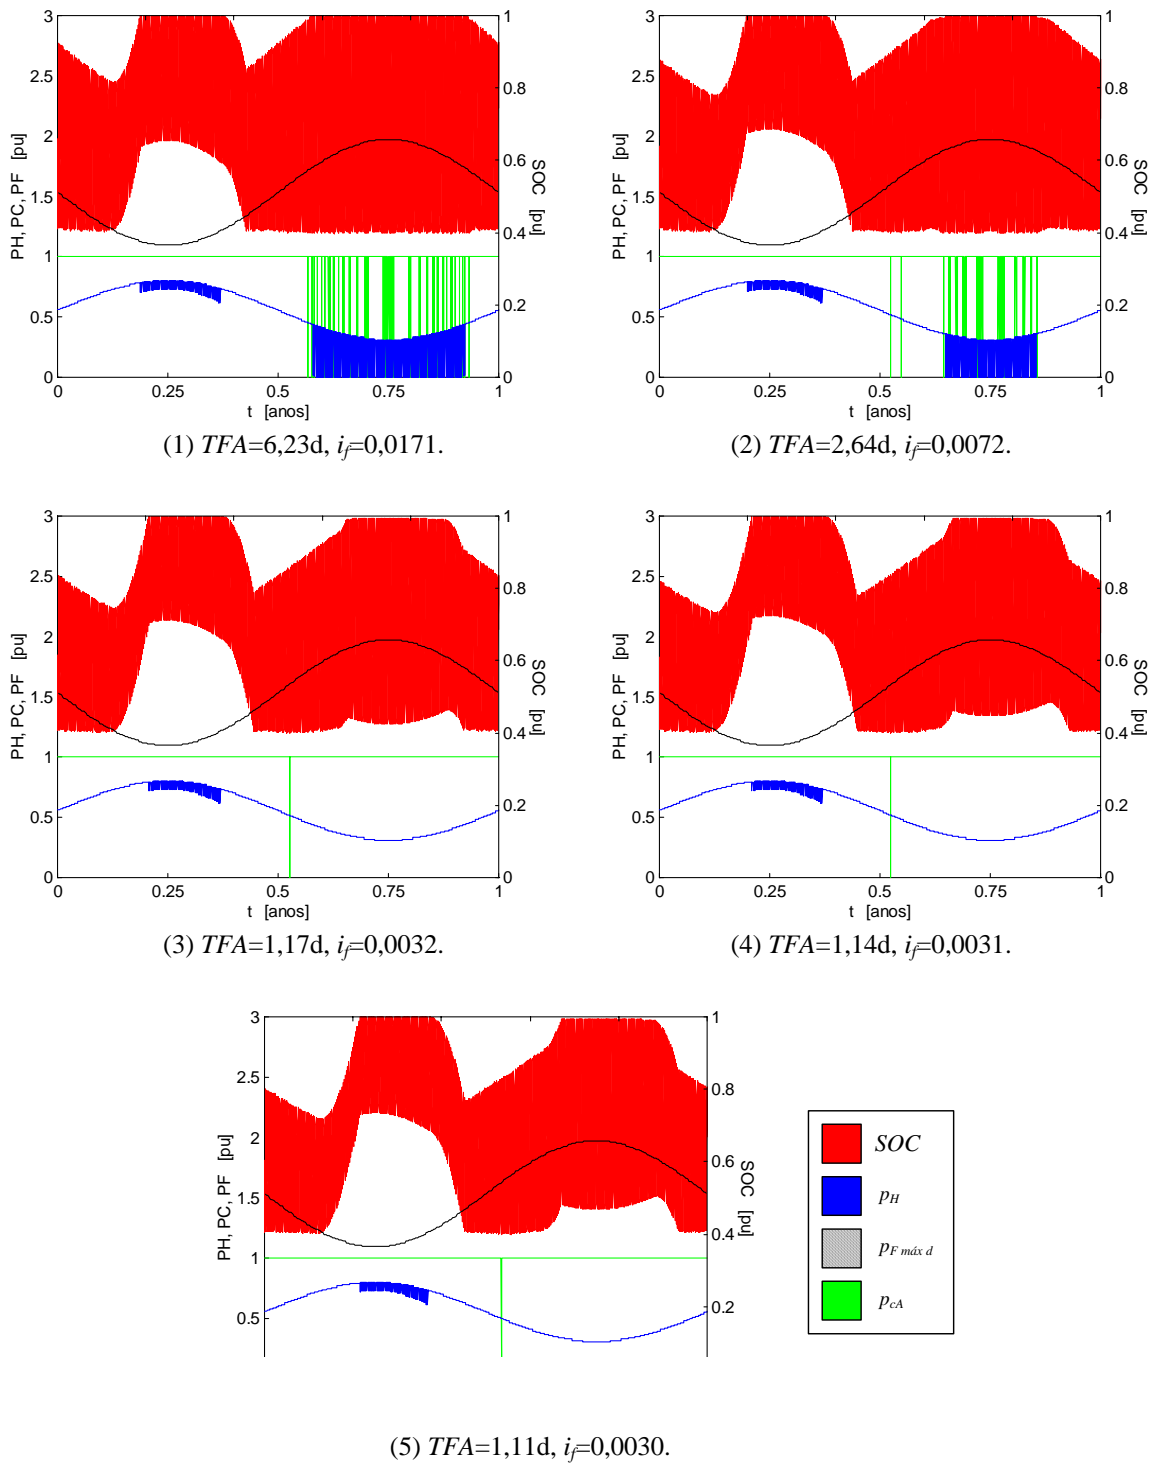 3
2.5
2
1.5
1
0.5
0
PH, PC, PF [pu]
1
0.8
0.6
0.4
0.2
0
SOC [pu]
0 0.25 0.5 0.75 1
t [anos]
(1) TFA=6,23d, if=0,0171.
3
2.5
2
1.5
1
0.5
0
PH, PC, PF [pu]
1
0.8
0.6
0.4
0.2
0
SOC [pu]
0 0.25 0.5 0.75 1
t [anos]
(2) TFA=2,64d, if=0,0072.
3
2.5
2
1.5
1
0.5
0
PH, PC, PF [pu]
1
0.8
0.6
0.4
0.2
0
SOC [pu]
0 0.25 0.5 0.75 1
t [anos]
(3) TFA=1,17d, if=0,0032.
3
2.5
2
1.5
1
0.5
0
PH, PC, PF [pu]
1
0.8
0.6
0.4
0.2
0
SOC [pu]
0 0.25 0.5 0.75 1
t [anos]
(4) TFA=1,14d, if=0,0031.
3
2.5
2
1.5
1
0.5
PH, PC, PF [pu]
1
0.8
0.6
0.4
0.2
SOC [pu]
SOC
pH
pF máx d
pcA
(5) TFA=1,11d, if=0,0030.